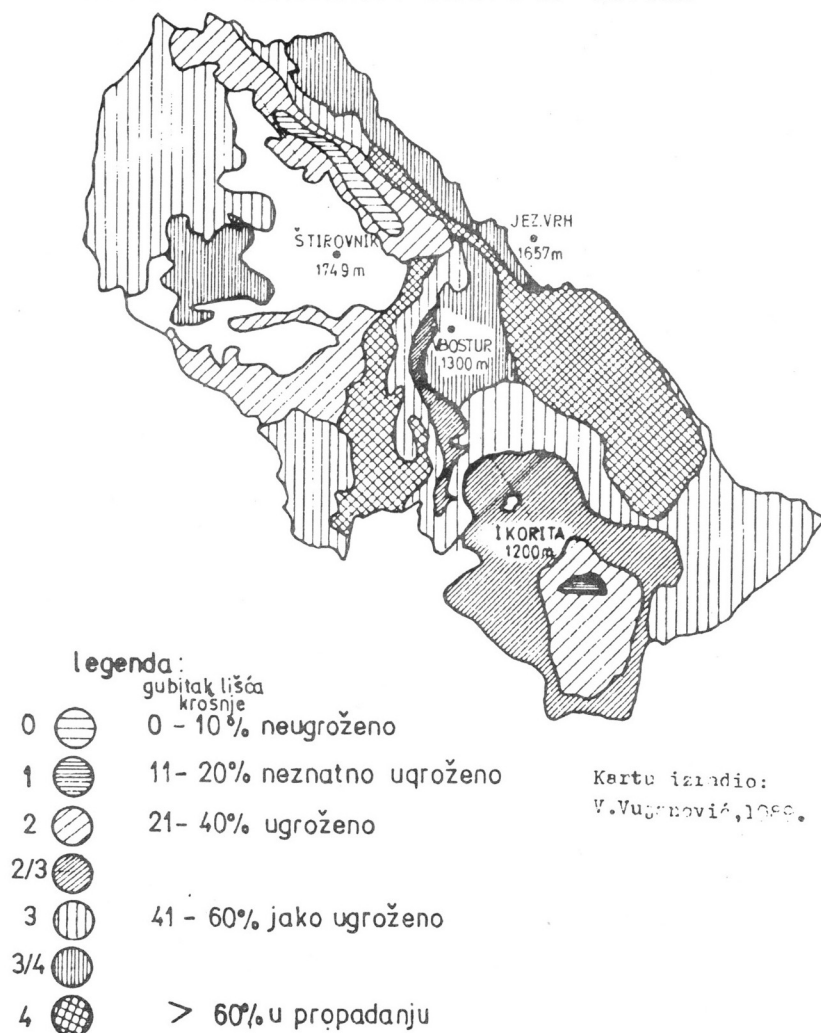 ŠTIROVNIK
1749 m
JEZ.VRH
1657m
BOSTUR
1300 m
IKORITA
1200m
legenda:
gubitak lišća
krošnje
0 0 - 10% neugroženo
1 11 - 20% neznatno ugroženo
2 21 - 40% ugroženo
2/3
3 41 - 60% jako ugroženo
3/4
4 > 60% u propadanju
Kartu izradio: